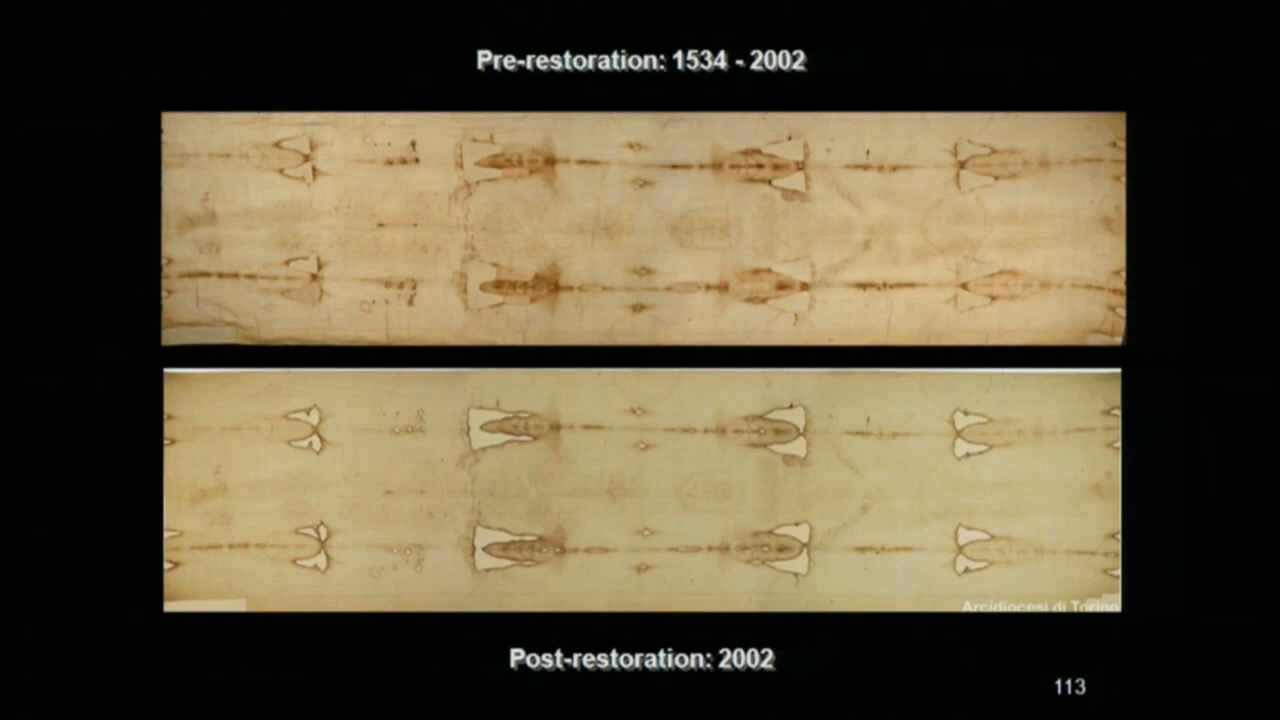 Pre-restoration: 1534 - 2002
Arcidiocesi di Torino
Post-restoration: 2002
113